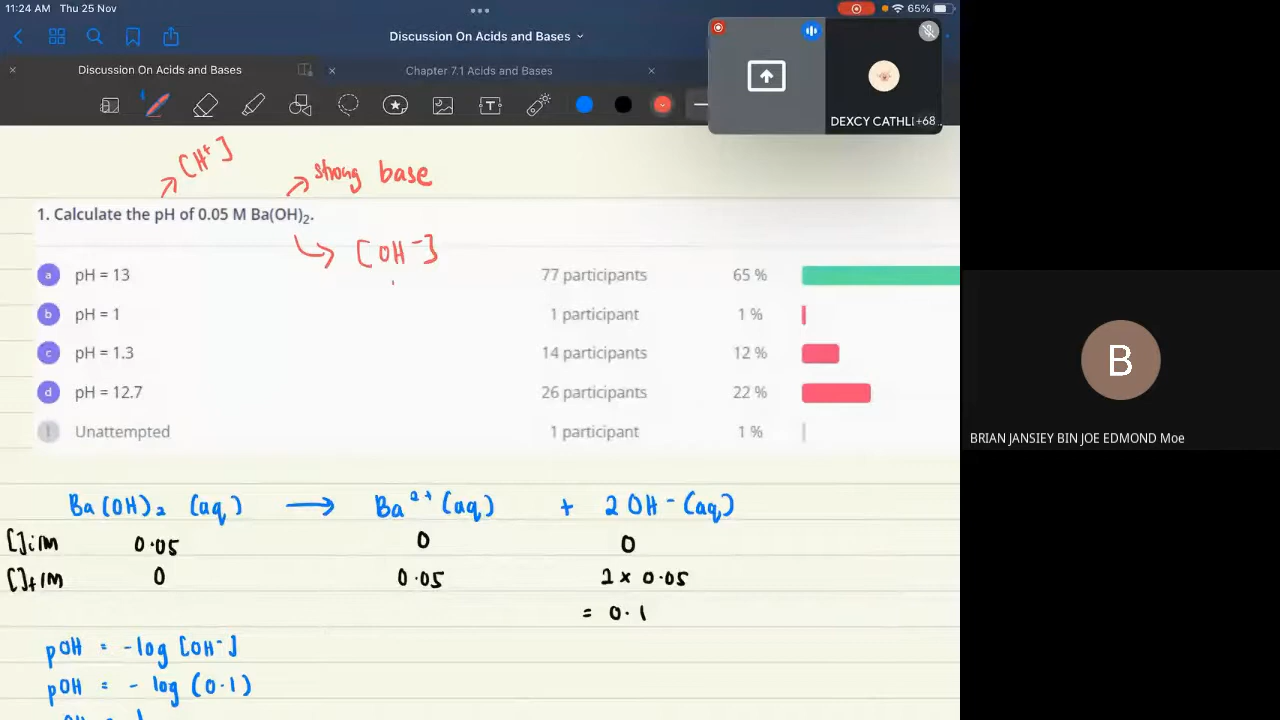 11:24 AM Thu 25 Nov
65%
Discussion On Acids and Bases
Discussion On Acids and Bases
Chapter 7.1 Acids and Bases
DEXCY CATHLI +68
[H⁺]
strong base
1. Calculate the pH of 0.05 M Ba(OH)₂.
[OH⁻]
a pH = 13 77 participants 65 %
b pH = 1 1 participant 1 %
c pH = 1.3 14 participants 12 %
d pH = 12.7 26 participants 22 %
! Unattempted 1 participant 1 %
Ba(OH)₂ (aq) → Ba²⁺ (aq) + 2OH⁻ (aq)
[]i/M 0.05 0 0
[]f/M 0 0.05 2 × 0.05
= 0.1
pOH = -log [OH⁻]
pOH = - log (0.1)
B
BRIAN JANSIEY BIN JOE EDMOND Moe